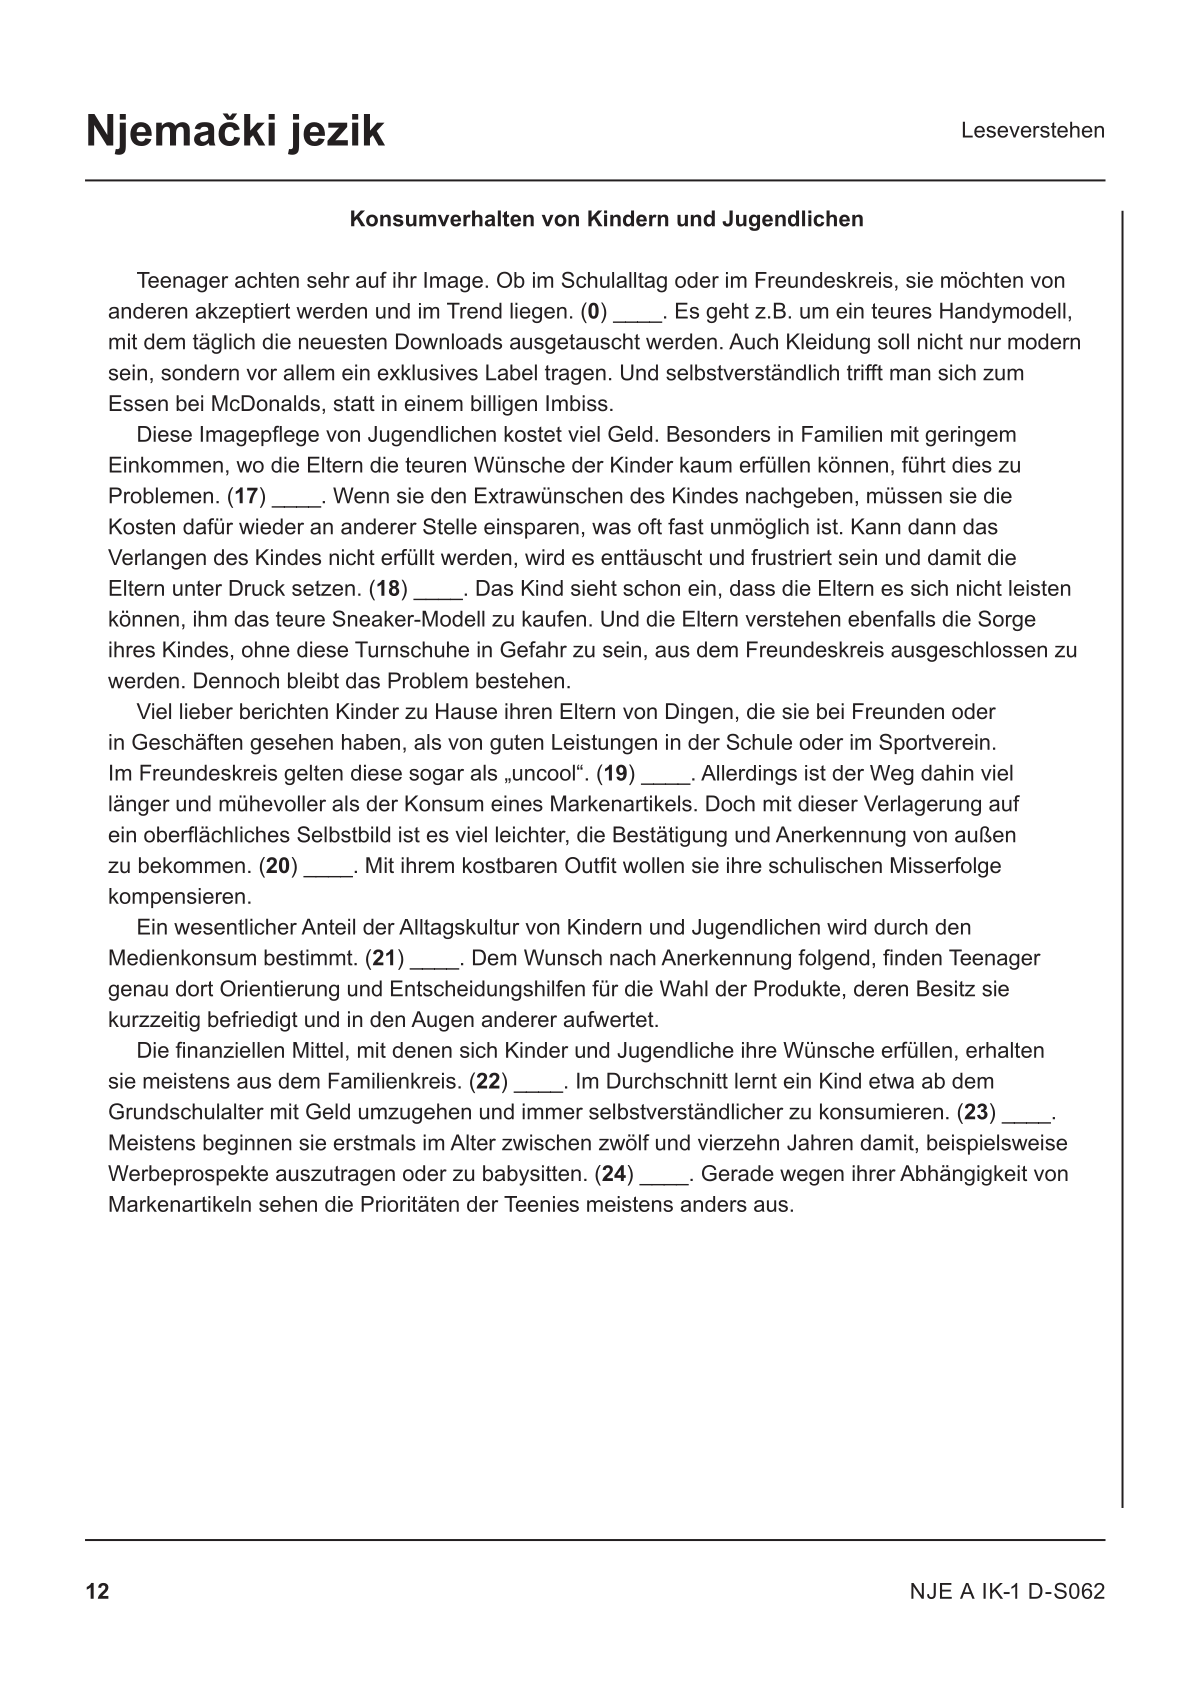 Njemački jezik
Leseverstehen
Konsumverhalten von Kindern und Jugendlichen
Teenager achten sehr auf ihr Image. Ob im Schulalltag oder im Freundeskreis, sie möchten von
anderen akzeptiert werden und im Trend liegen. (0) ____. Es geht z.B. um ein teures Handymodell,
mit dem täglich die neuesten Downloads ausgetauscht werden. Auch Kleidung soll nicht nur modern
sein, sondern vor allem ein exklusives Label tragen. Und selbstverständlich trifft man sich zum
Essen bei McDonalds, statt in einem billigen Imbiss.
Diese Imagepflege von Jugendlichen kostet viel Geld. Besonders in Familien mit geringem
Einkommen, wo die Eltern die teuren Wünsche der Kinder kaum erfüllen können, führt dies zu
Problemen. (17) ____. Wenn sie den Extrawünschen des Kindes nachgeben, müssen sie die
Kosten dafür wieder an anderer Stelle einsparen, was oft fast unmöglich ist. Kann dann das
Verlangen des Kindes nicht erfüllt werden, wird es enttäuscht und frustriert sein und damit die
Eltern unter Druck setzen. (18) ____. Das Kind sieht schon ein, dass die Eltern es sich nicht leisten
können, ihm das teure Sneaker-Modell zu kaufen. Und die Eltern verstehen ebenfalls die Sorge
ihres Kindes, ohne diese Turnschuhe in Gefahr zu sein, aus dem Freundeskreis ausgeschlossen zu
werden. Dennoch bleibt das Problem bestehen.
Viel lieber berichten Kinder zu Hause ihren Eltern von Dingen, die sie bei Freunden oder
in Geschäften gesehen haben, als von guten Leistungen in der Schule oder im Sportverein.
Im Freundeskreis gelten diese sogar als „uncool“. (19) ____. Allerdings ist der Weg dahin viel
länger und mühevoller als der Konsum eines Markenartikels. Doch mit dieser Verlagerung auf
ein oberflächliches Selbstbild ist es viel leichter, die Bestätigung und Anerkennung von außen
zu bekommen. (20) ____. Mit ihrem kostbaren Outfit wollen sie ihre schulischen Misserfolge
kompensieren.
Ein wesentlicher Anteil der Alltagskultur von Kindern und Jugendlichen wird durch den
Medienkonsum bestimmt. (21) ____. Dem Wunsch nach Anerkennung folgend, finden Teenager
genau dort Orientierung und Entscheidungshilfen für die Wahl der Produkte, deren Besitz sie
kurzzeitig befriedigt und in den Augen anderer aufwertet.
Die finanziellen Mittel, mit denen sich Kinder und Jugendliche ihre Wünsche erfüllen, erhalten
sie meistens aus dem Familienkreis. (22) ____. Im Durchschnitt lernt ein Kind etwa ab dem
Grundschulalter mit Geld umzugehen und immer selbstverständlicher zu konsumieren. (23) ____.
Meistens beginnen sie erstmals im Alter zwischen zwölf und vierzehn Jahren damit, beispielsweise
Werbeprospekte auszutragen oder zu babysitten. (24) ____. Gerade wegen ihrer Abhängigkeit von
Markenartikeln sehen die Prioritäten der Teenies meistens anders aus.
12
NJE A IK-1 D-S062